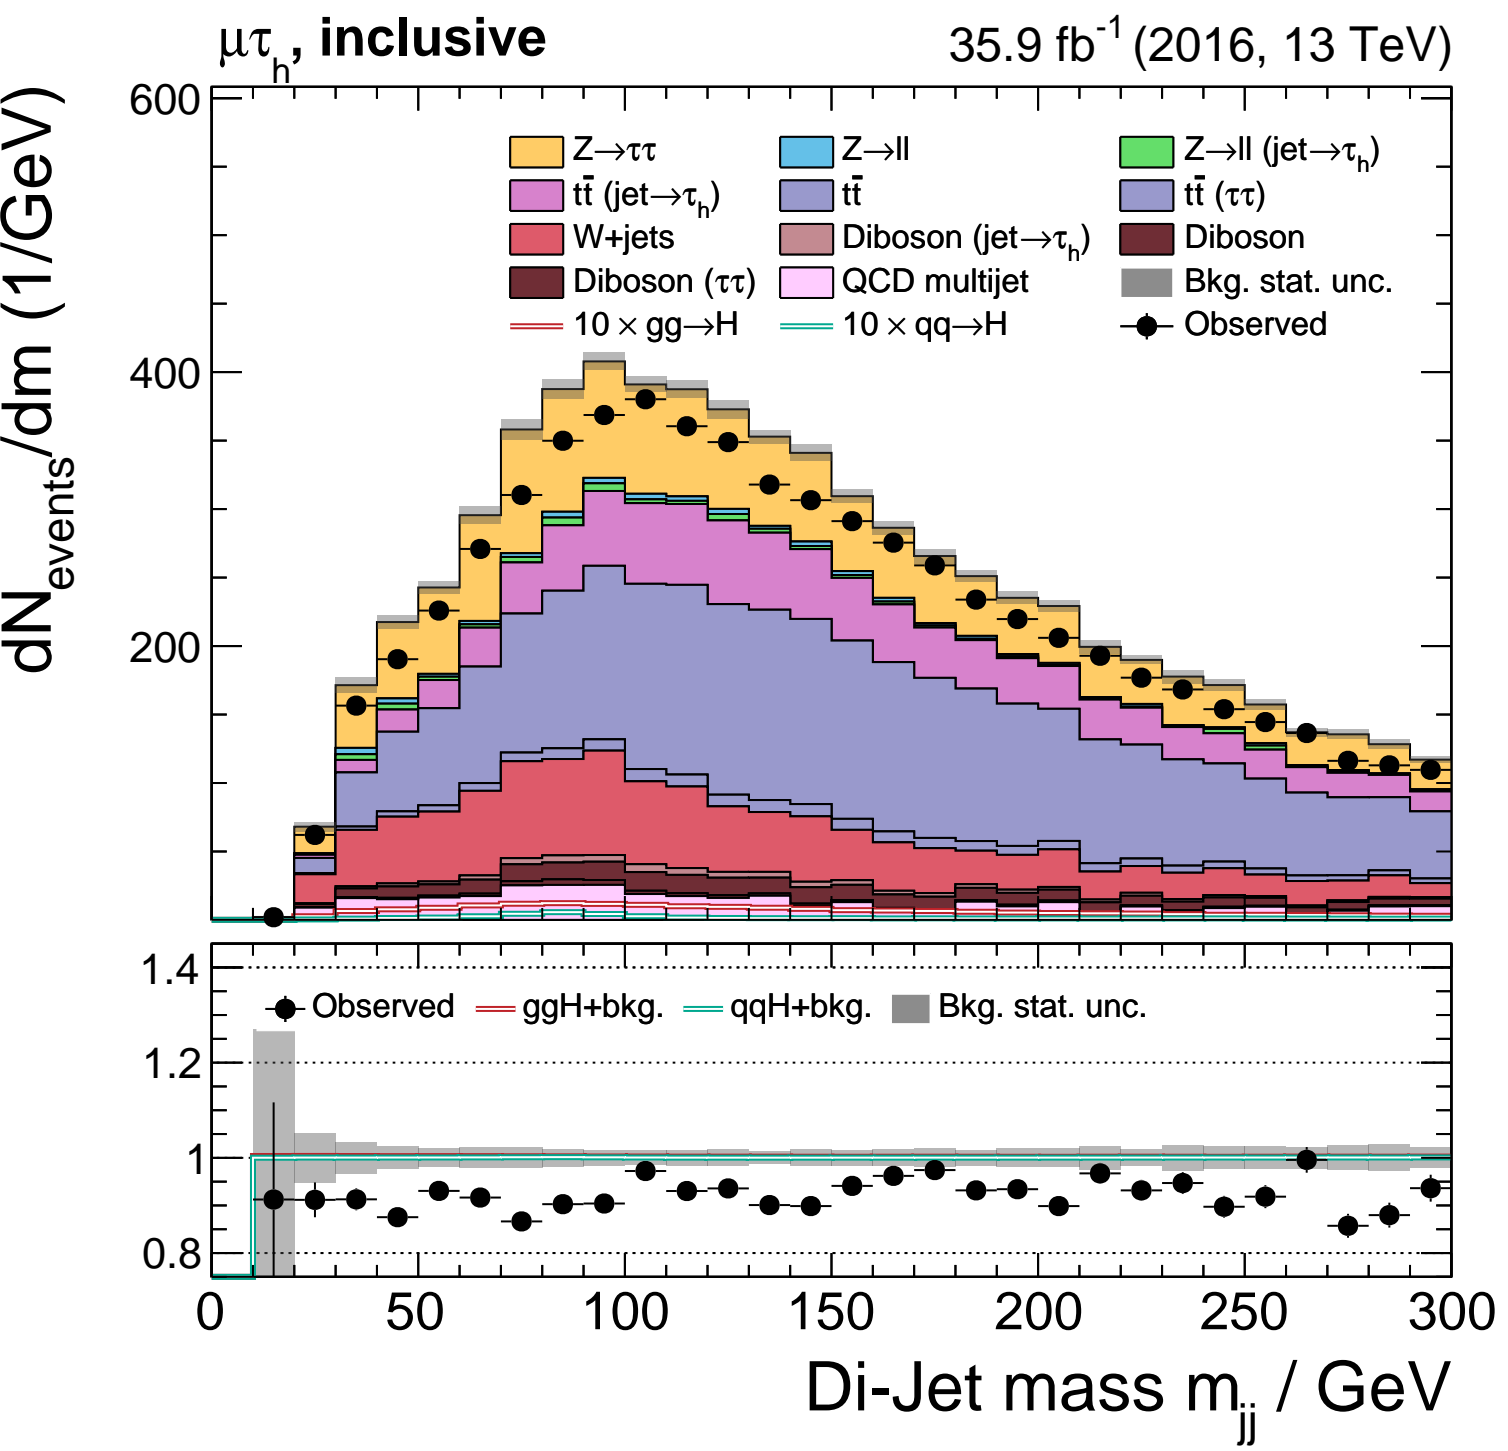 μτh, inclusive
35.9 fb-1 (2016, 13 TeV)
dNevents/dm (1/GeV)
600
400
200
Z→ττ
Z→ll
Z→ll (jet→τh)
tt̄ (jet→τh)
tt̄
tt̄ (ττ)
W+jets
Diboson (jet→τh)
Diboson
Diboson (ττ)
QCD multijet
Bkg. stat. unc.
10 × gg→H
10 × qq→H
Observed
1.4
1.2
1
0.8
Observed
ggH+bkg.
qqH+bkg.
Bkg. stat. unc.
0 50 100 150 200 250 300
Di-Jet mass mjj / GeV